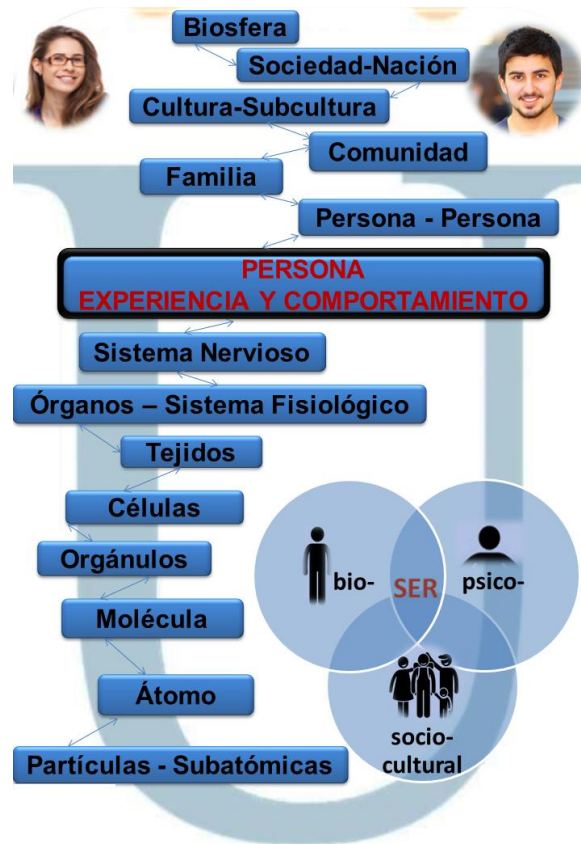 Biosfera
Sociedad-Nación
Cultura-Subcultura
Comunidad
Familia
Persona - Persona
PERSONA
EXPERIENCIA Y COMPORTAMIENTO
Sistema Nervioso
Órganos – Sistema Fisiológico
Tejidos
Células
Orgánulos
Molécula
Átomo
Partículas - Subatómicas
bio-
SER
psico-
socio-
cultural